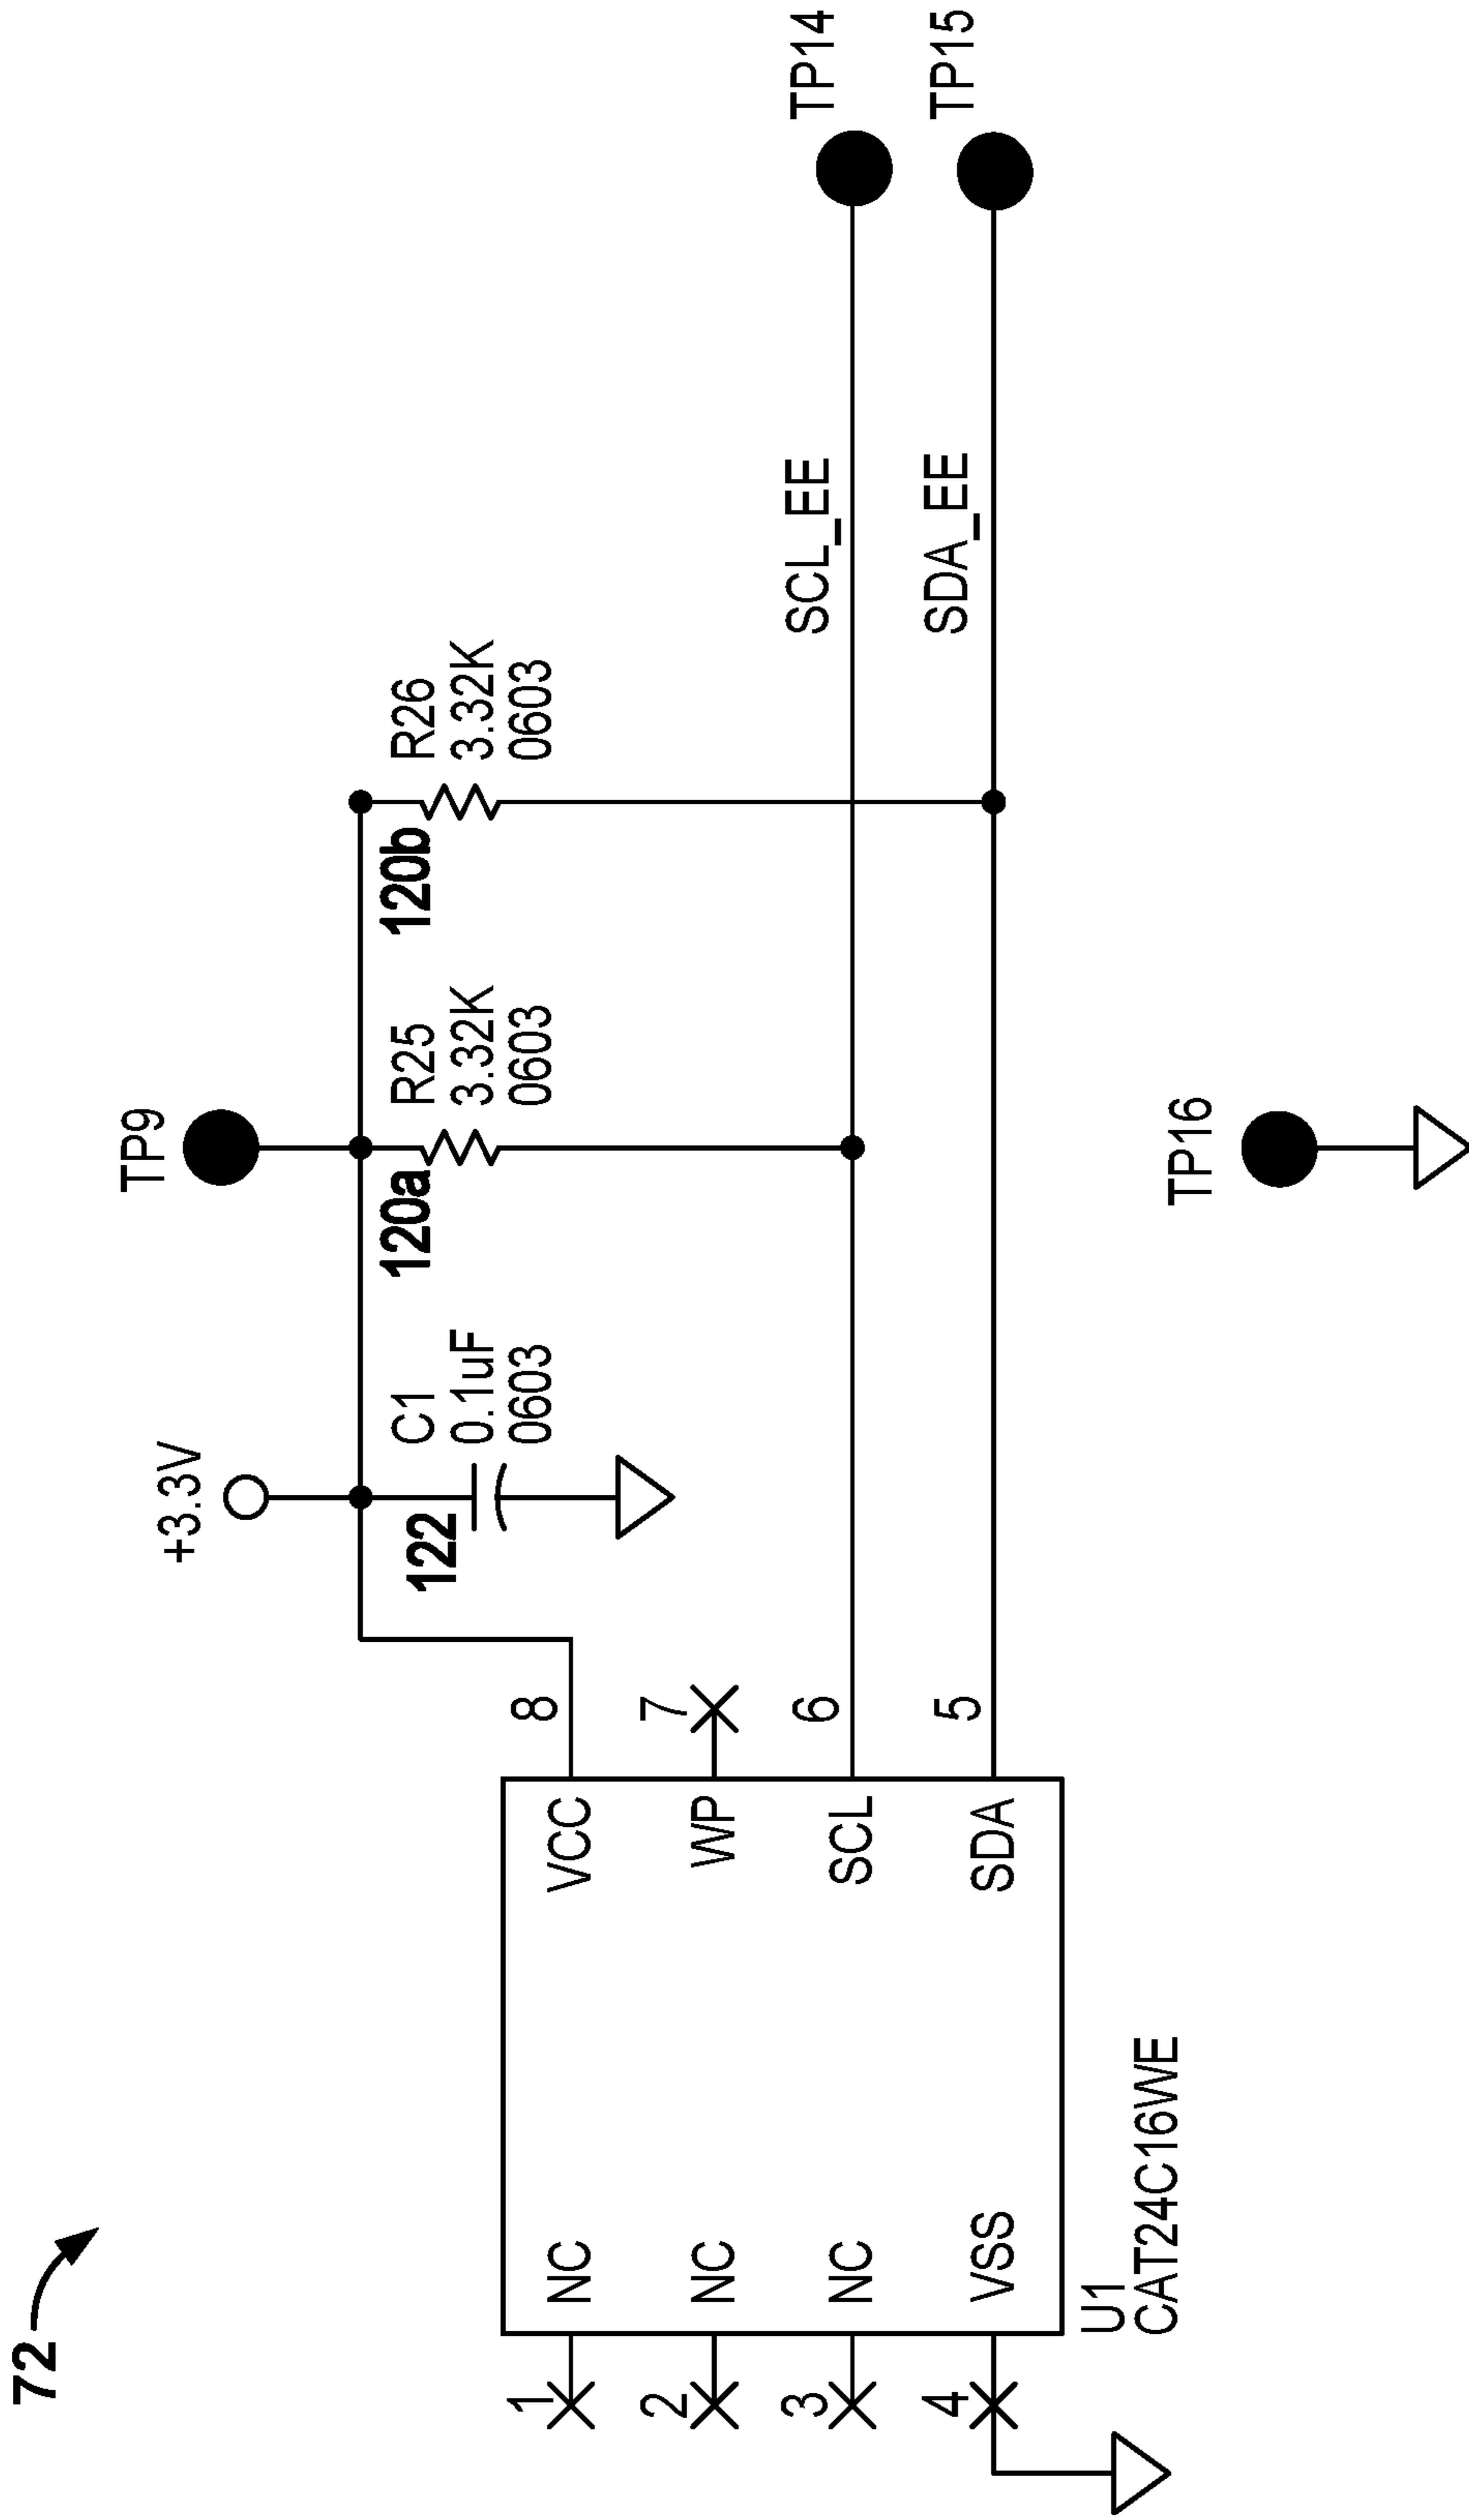 72
+3.3V
TP9
122
C1
0.1uF
0603
120a
R25
3.32K
0603
120b
R26
3.32K
0603
1
NC
VCC
8
2
NC
WP
7
3
NC
SCL
6
SCL_EE
TP14
4
VSS
SDA
5
SDA_EE
TP15
U1
CAT24C16WE
TP16